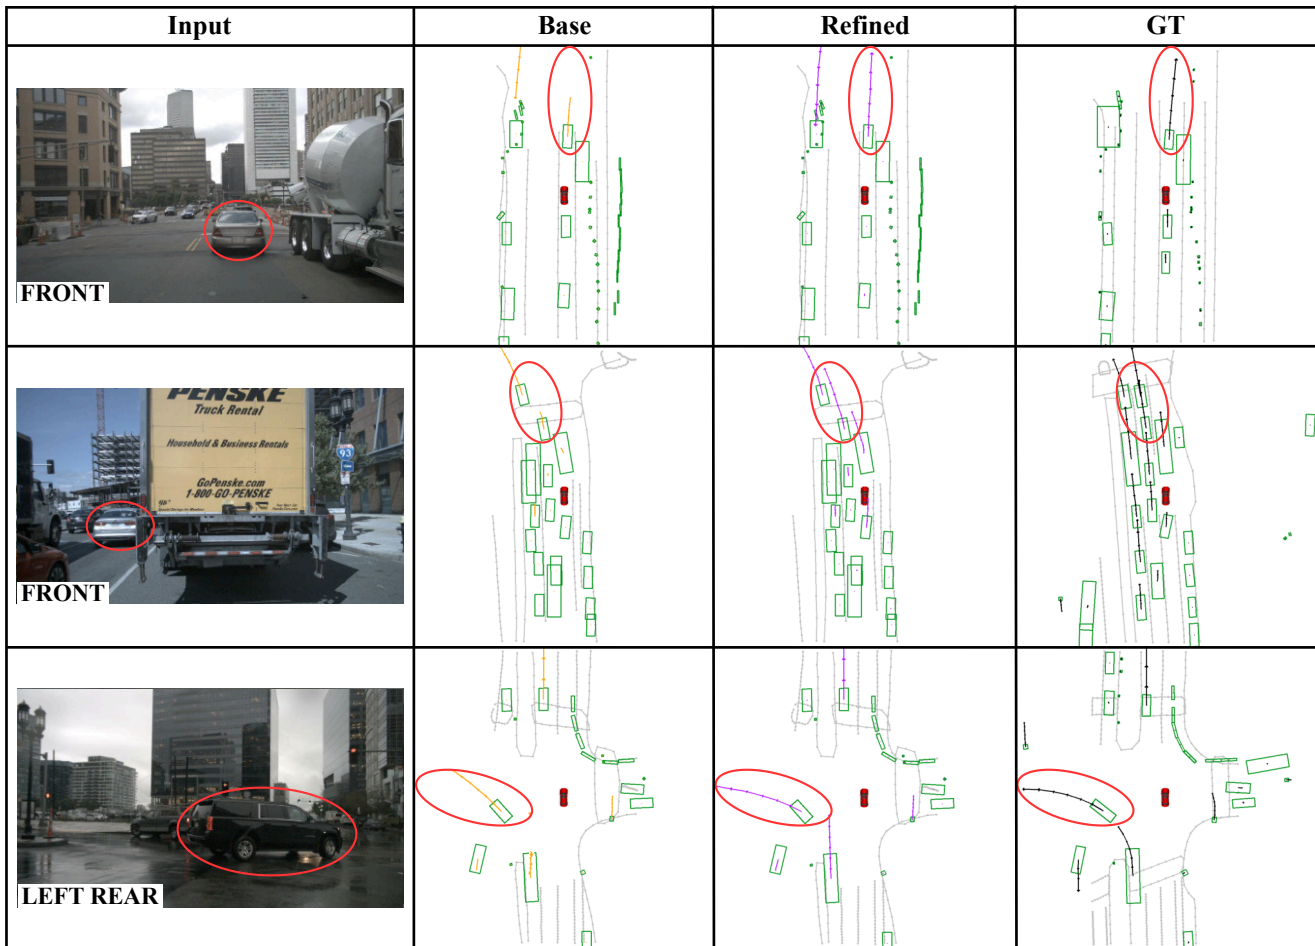 Input
Base
Refined
GT
FRONT
PENSKE
Truck Rental
Household & Business Rentals
GoPenske.com
1-800-GO-PENSKE
93
FRONT
LEFT REAR